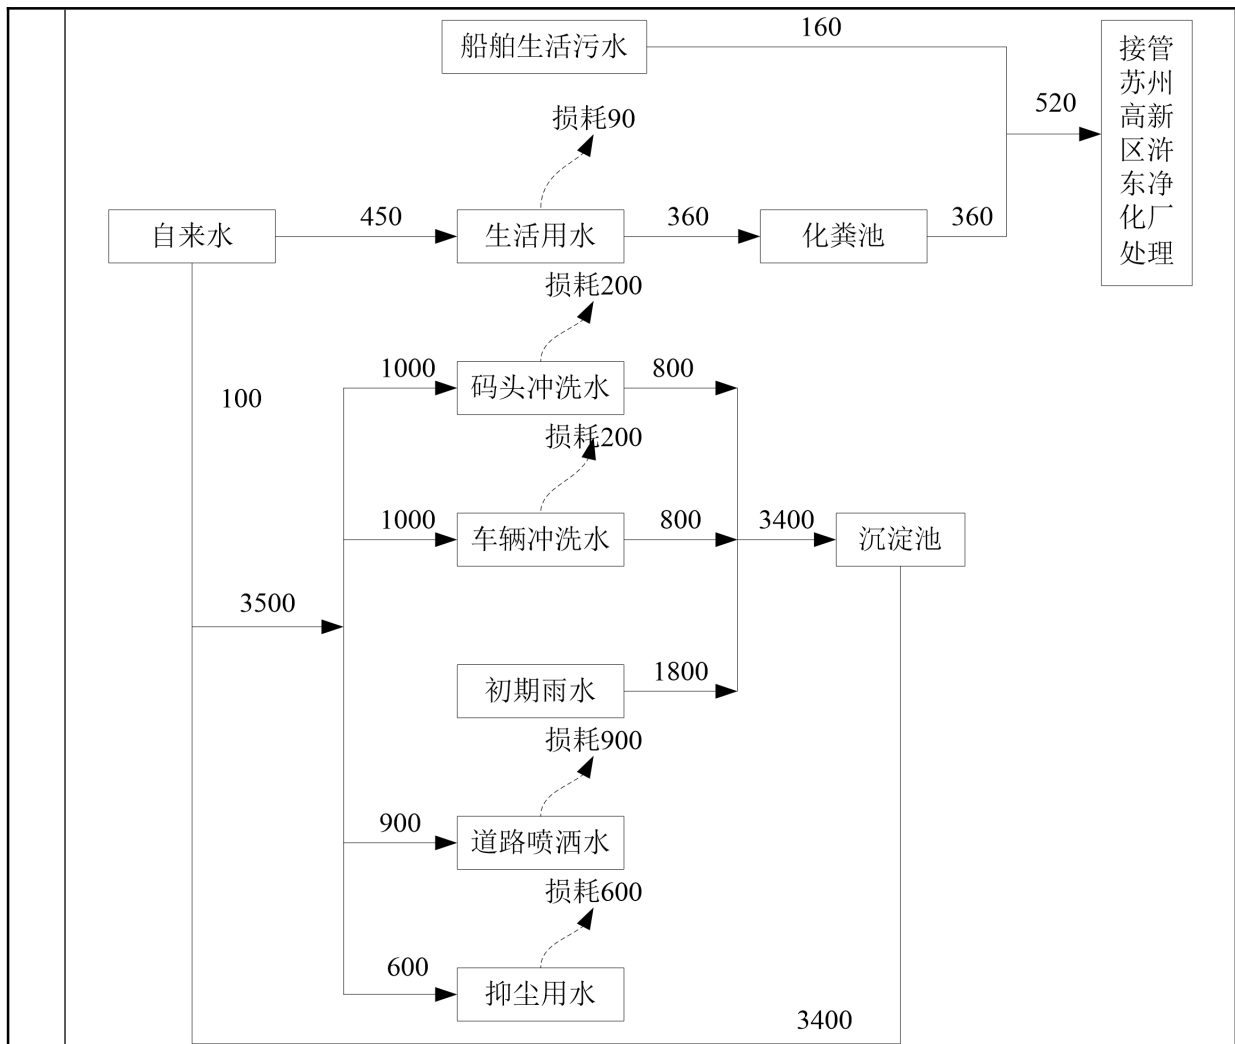 船舶生活污水
160
接管
苏州
高新
区浒
东净
化厂
处理
520
损耗90
自来水
450
生活用水
360
化粪池
360
损耗200
100
1000
码头冲洗水
800
损耗200
1000
车辆冲洗水
800
3400
沉淀池
3500
初期雨水
1800
损耗900
900
道路喷洒水
损耗600
600
抑尘用水
3400